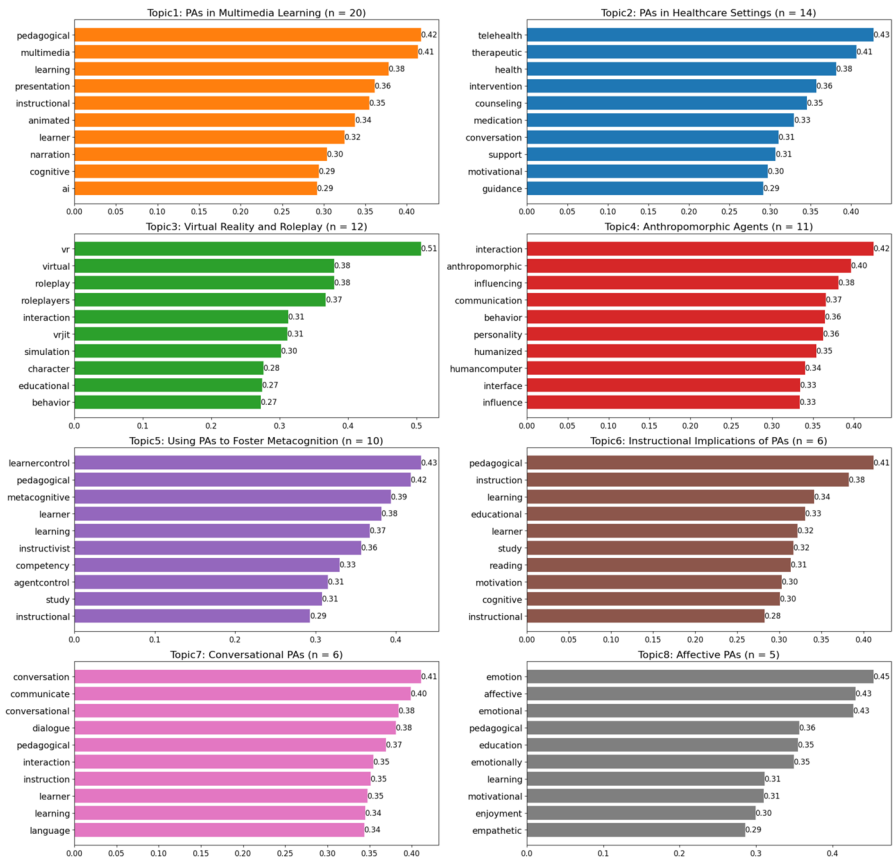 Topic1: PAs in Multimedia Learning (n = 20)
pedagogical 0.42
multimedia 0.41
learning 0.38
presentation 0.36
instructional 0.35
animated 0.34
learner 0.32
narration 0.30
cognitive 0.29
ai 0.29
0.00 0.05 0.10 0.15 0.20 0.25 0.30 0.35 0.40
Topic2: PAs in Healthcare Settings (n = 14)
telehealth 0.43
therapeutic 0.41
health 0.38
intervention 0.36
counseling 0.35
medication 0.33
conversation 0.31
support 0.31
motivational 0.30
guidance 0.29
0.00 0.05 0.10 0.15 0.20 0.25 0.30 0.35 0.40
Topic3: Virtual Reality and Roleplay (n = 12)
vr 0.51
virtual 0.38
roleplay 0.38
roleplayers 0.37
interaction 0.31
vrjit 0.31
simulation 0.30
character 0.28
educational 0.27
behavior 0.27
0.0 0.1 0.2 0.3 0.4 0.5
Topic4: Anthropomorphic Agents (n = 11)
interaction 0.42
anthropomorphic 0.40
influencing 0.38
communication 0.37
behavior 0.36
personality 0.36
humanized 0.35
humancomputer 0.34
interface 0.33
influence 0.33
0.00 0.05 0.10 0.15 0.20 0.25 0.30 0.35 0.40
Topic5: Using PAs to Foster Metacognition (n = 10)
learnercontrol 0.43
pedagogical 0.42
metacognitive 0.39
learner 0.38
learning 0.37
instructivist 0.36
competency 0.33
agentcontrol 0.31
study 0.31
instructional 0.29
0.0 0.1 0.2 0.3 0.4
Topic6: Instructional Implications of PAs (n = 6)
pedagogical 0.41
instruction 0.38
learning 0.34
educational 0.33
learner 0.32
study 0.32
reading 0.31
motivation 0.30
cognitive 0.30
instructional 0.28
0.00 0.05 0.10 0.15 0.20 0.25 0.30 0.35 0.40
Topic7: Conversational PAs (n = 6)
conversation 0.41
communicate 0.40
conversational 0.38
dialogue 0.38
pedagogical 0.37
interaction 0.35
instruction 0.35
learner 0.35
learning 0.34
language 0.34
0.00 0.05 0.10 0.15 0.20 0.25 0.30 0.35 0.40
Topic8: Affective PAs (n = 5)
emotion 0.45
affective 0.43
emotional 0.43
pedagogical 0.36
education 0.35
emotionally 0.35
learning 0.31
motivational 0.31
enjoyment 0.30
empathetic 0.29
0.0 0.1 0.2 0.3 0.4